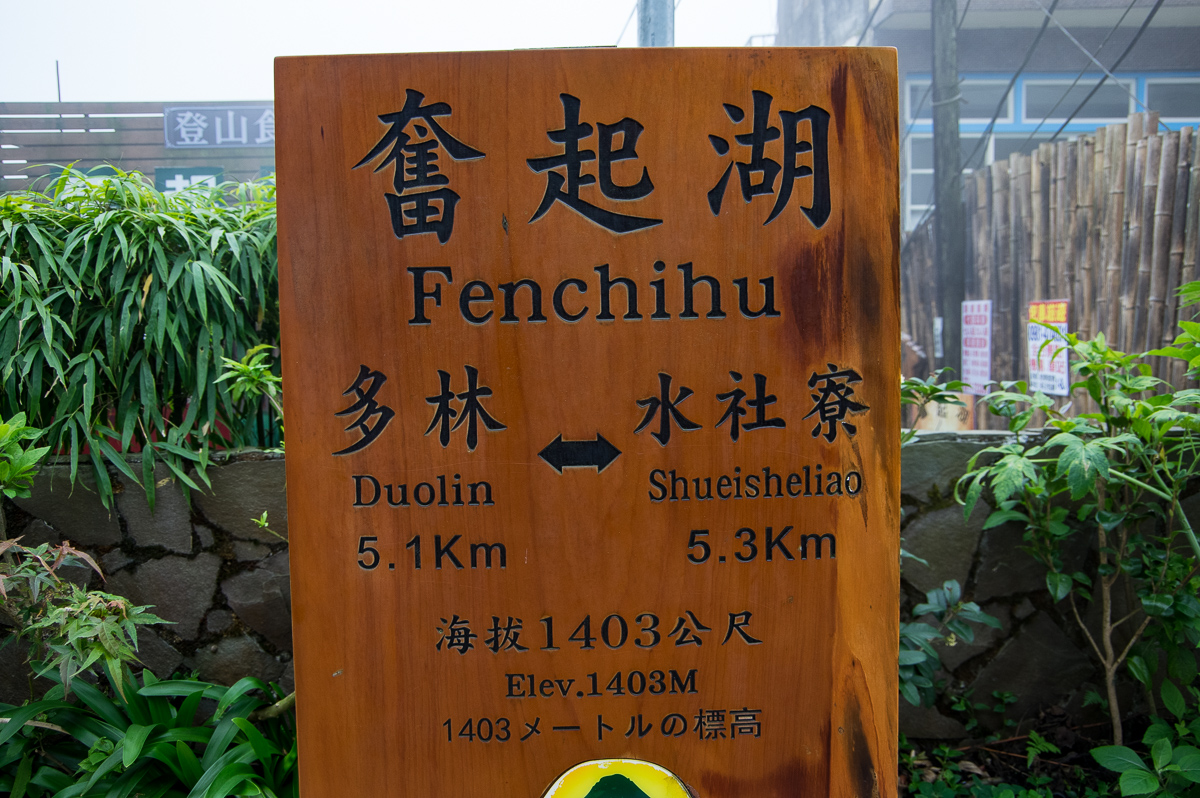 登山食
奮起湖
Fenchihu
多林 水社寮
Duolin Shueisheliao
5.1Km 5.3Km
海拔1403公尺
Elev.1403M
1403メートルの標高